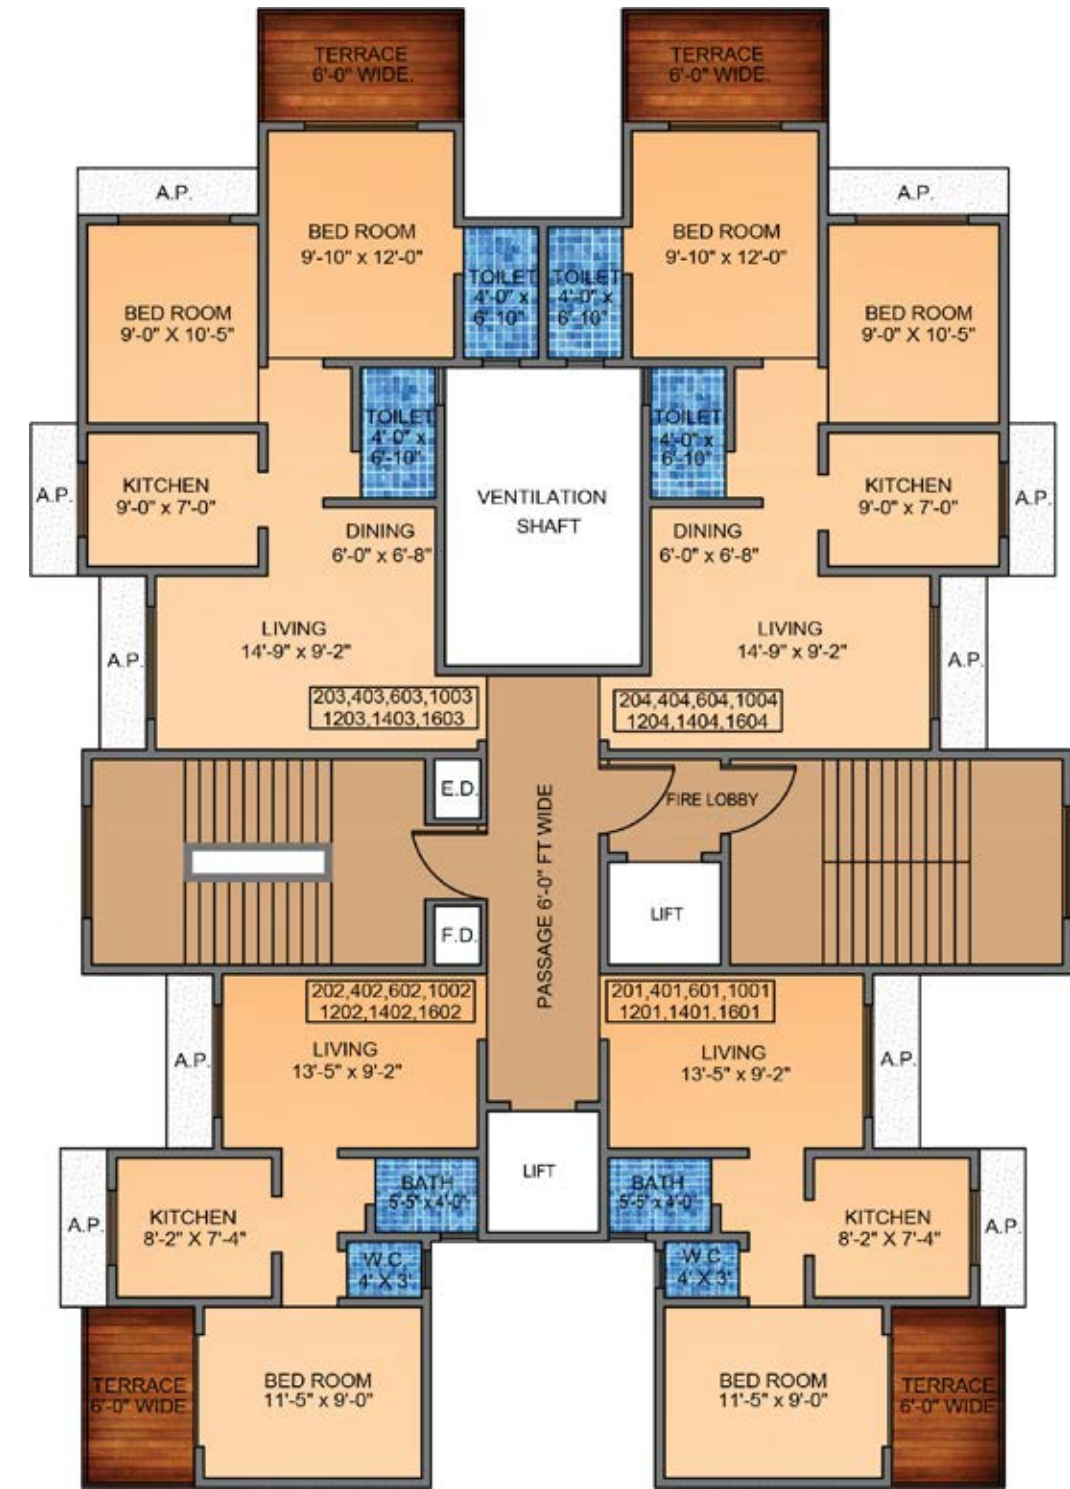 TERRACE
6'-0" WIDE.
TERRACE
6'-0" WIDE.
A.P.
A.P.
BED ROOM
9'-10" x 12'-0"
BED ROOM
9'-10" x 12'-0"
TOILET
4'-0" x
6'-10"
TOILET
4'-0" x
6'-10"
BED ROOM
9'-0" X 10'-5"
BED ROOM
9'-0" X 10'-5"
TOILET
4'-0" x
6'-10"
TOILET
4'-0" x
6'-10"
A.P.
KITCHEN
9'-0" x 7'-0"
VENTILATION
SHAFT
KITCHEN
9'-0" x 7'-0"
A.P.
DINING
6'-0" x 6'-8"
DINING
6'-0" x 6'-8"
A.P.
LIVING
14'-9" x 9'-2"
LIVING
14'-9" x 9'-2"
A.P.
203,403,603,1003
1203,1403,1603
204,404,604,1004
1204,1404,1604
E.D.
FIRE LOBBY
PASSAGE 6'-0" FT WIDE
LIFT
F.D.
202,402,602,1002
1202,1402,1602
201,401,601,1001
1201,1401,1601
A.P.
LIVING
13'-5" x 9'-2"
LIVING
13'-5" x 9'-2"
A.P.
LIFT
BATH
5'-5" x 4'-0"
BATH
5'-5" x 4'-0"
A.P.
KITCHEN
8'-2" X 7'-4"
KITCHEN
8'-2" X 7'-4"
A.P.
W.C.
4' X 3'
W.C.
4' X 3'
TERRACE
6'-0" WIDE
BED ROOM
11'-5" x 9'-0"
BED ROOM
11'-5" x 9'-0"
TERRACE
6'-0" WIDE